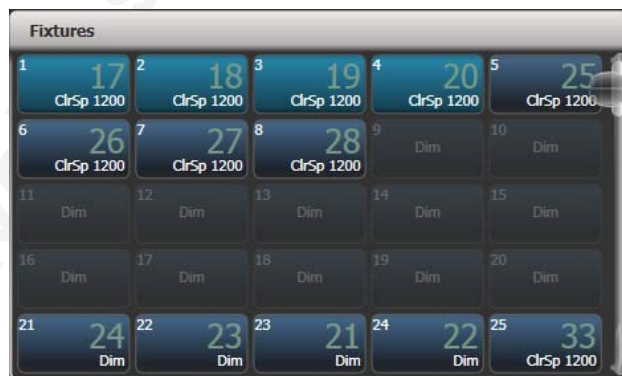 Fixtures
1 17 2 18 3 19 4 20 5 25
ClrSp 1200 ClrSp 1200 ClrSp 1200 ClrSp 1200 ClrSp 1200
6 26 7 27 8 28 9 10
ClrSp 1200 ClrSp 1200 ClrSp 1200 Dim Dim
11 12 13 14 15
Dim Dim Dim Dim Dim
16 17 18 19 20
Dim Dim Dim Dim Dim
21 24 22 23 23 21 24 22 25 33
Dim Dim Dim Dim ClrSp 1200